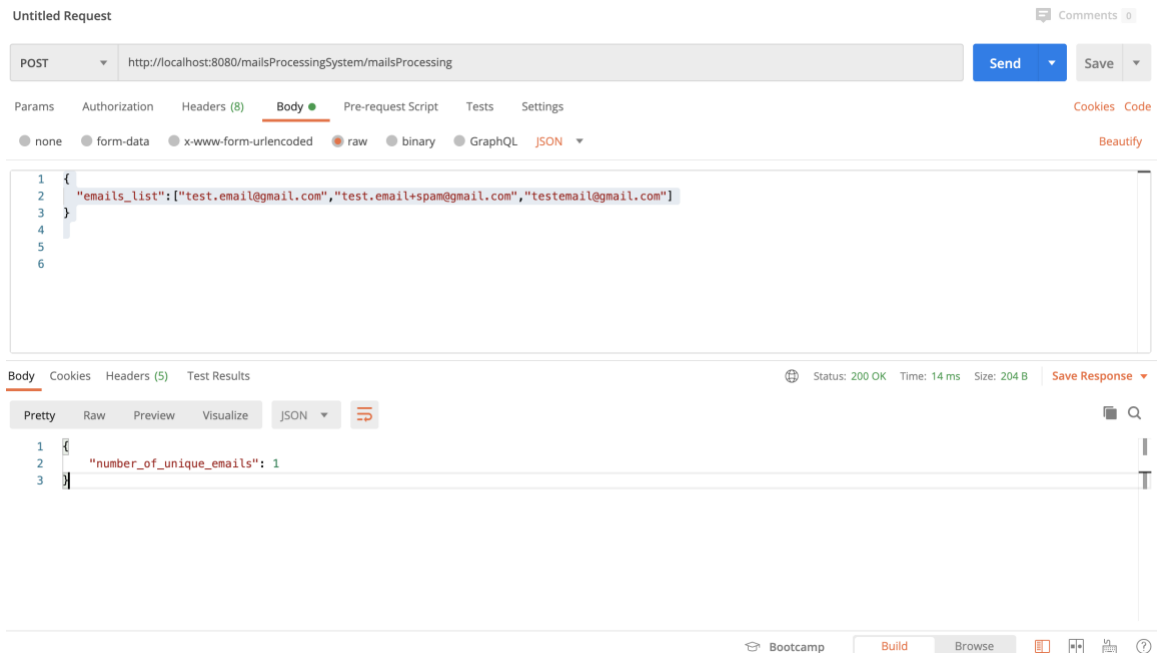 Untitled Request
Comments 0
POST http://localhost:8080/mailsProcessingSystem/mailsProcessing Send Save
Params Authorization Headers (8) Body Pre-request Script Tests Settings Cookies Code
none form-data x-www-form-urlencoded raw binary GraphQL JSON Beautify
1 {
2 "emails_list":["test.email@gmail.com","test.email+spam@gmail.com","testemail@gmail.com"]
3 }
4
5
6
Body Cookies Headers (5) Test Results Status: 200 OK Time: 14 ms Size: 204 B Save Response
Pretty Raw Preview Visualize JSON
1 {
2 "number_of_unique_emails": 1
3 }
Bootcamp Build Browse